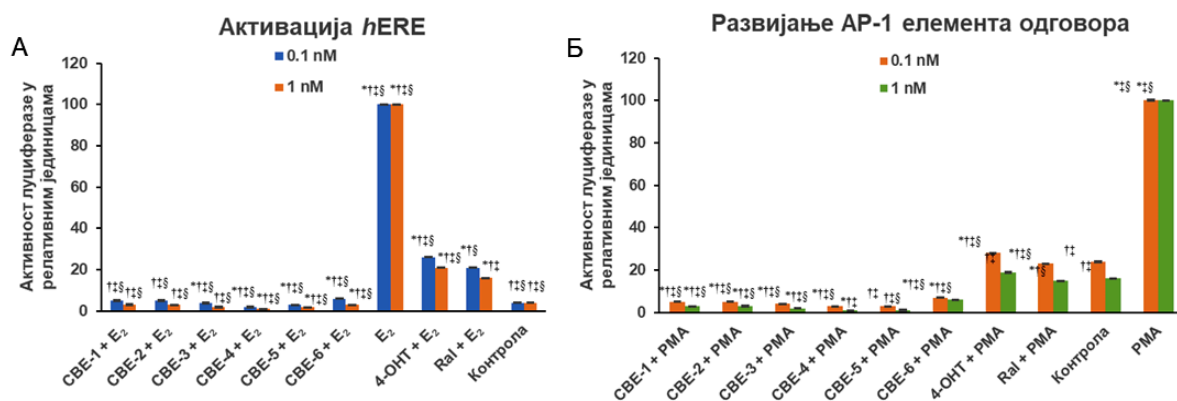 А
Активација hERE
0.1 nM
1 nM
Активност луциферазе у
релативним јединицама
120
100
80
60
40
20
0
*†‡§ *†‡§
†‡§ †‡§
†‡§ †‡§
*†‡§ †‡§
*†‡§ *†‡§
*†‡§ *†‡§
*†‡§ *†‡§
*†‡§ *†‡§
*†§ *†‡
†‡§ †‡§
CBE-1 + E₂
CBE-2 + E₂
CBE-3 + E₂
CBE-4 + E₂
CBE-5 + E₂
CBE-6 + E₂
E₂
4-OHT + E₂
Ral + E₂
Контрола
Б
Развијање AP-1 елемента одговора
0.1 nM
1 nM
Активност луциферазе у
релативним јединицама
120
100
80
60
40
20
0
*‡§ *‡§
*†‡§ *†‡§
*†‡§ *†‡§
*†‡§ *†‡§
*†‡§ *†‡
†‡ †‡§
*†‡§ *†‡§
*†‡§ *†‡§
†‡
CBE-1 + PMA
CBE-2 + PMA
CBE-3 + PMA
CBE-4 + PMA
CBE-5 + PMA
CBE-6 + PMA
4-OHT + PMA
Ral + PMA
Контрола
PMA